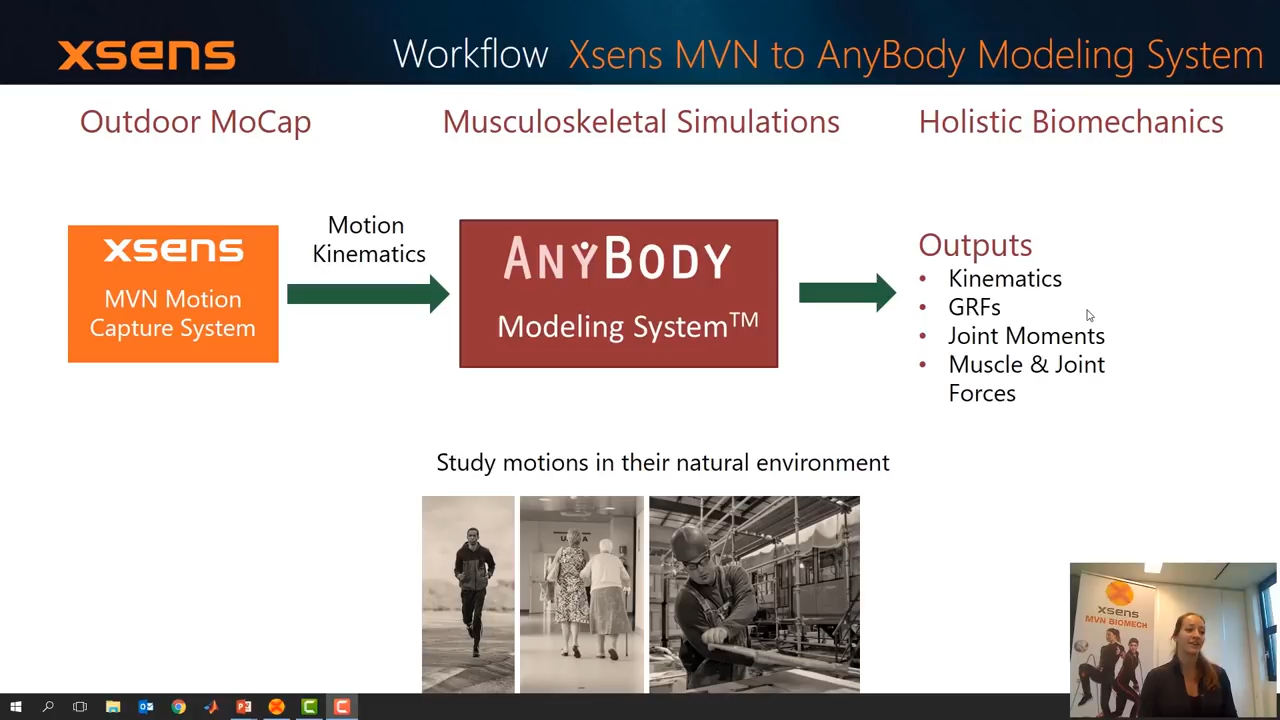 xsens
Workflow Xsens MVN to AnyBody Modeling System
Outdoor MoCap
Musculoskeletal Simulations
Holistic Biomechanics
xsens
MVN Motion
Capture System
Motion
Kinematics
ANYBODY
Modeling System™
Outputs
• Kinematics
• GRFs
• Joint Moments
• Muscle & Joint
Forces
Study motions in their natural environment
xsens
MVN BIOMECH